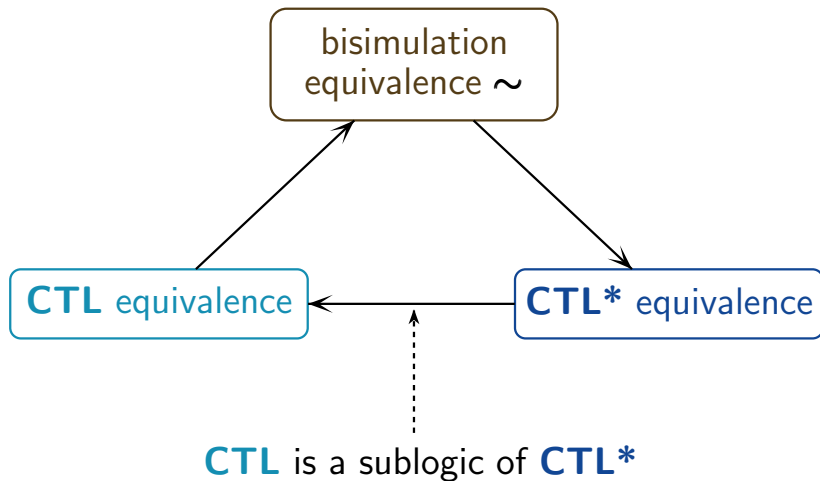 bisimulation
equivalence ∼
CTL equivalence
CTL* equivalence
CTL is a sublogic of CTL*